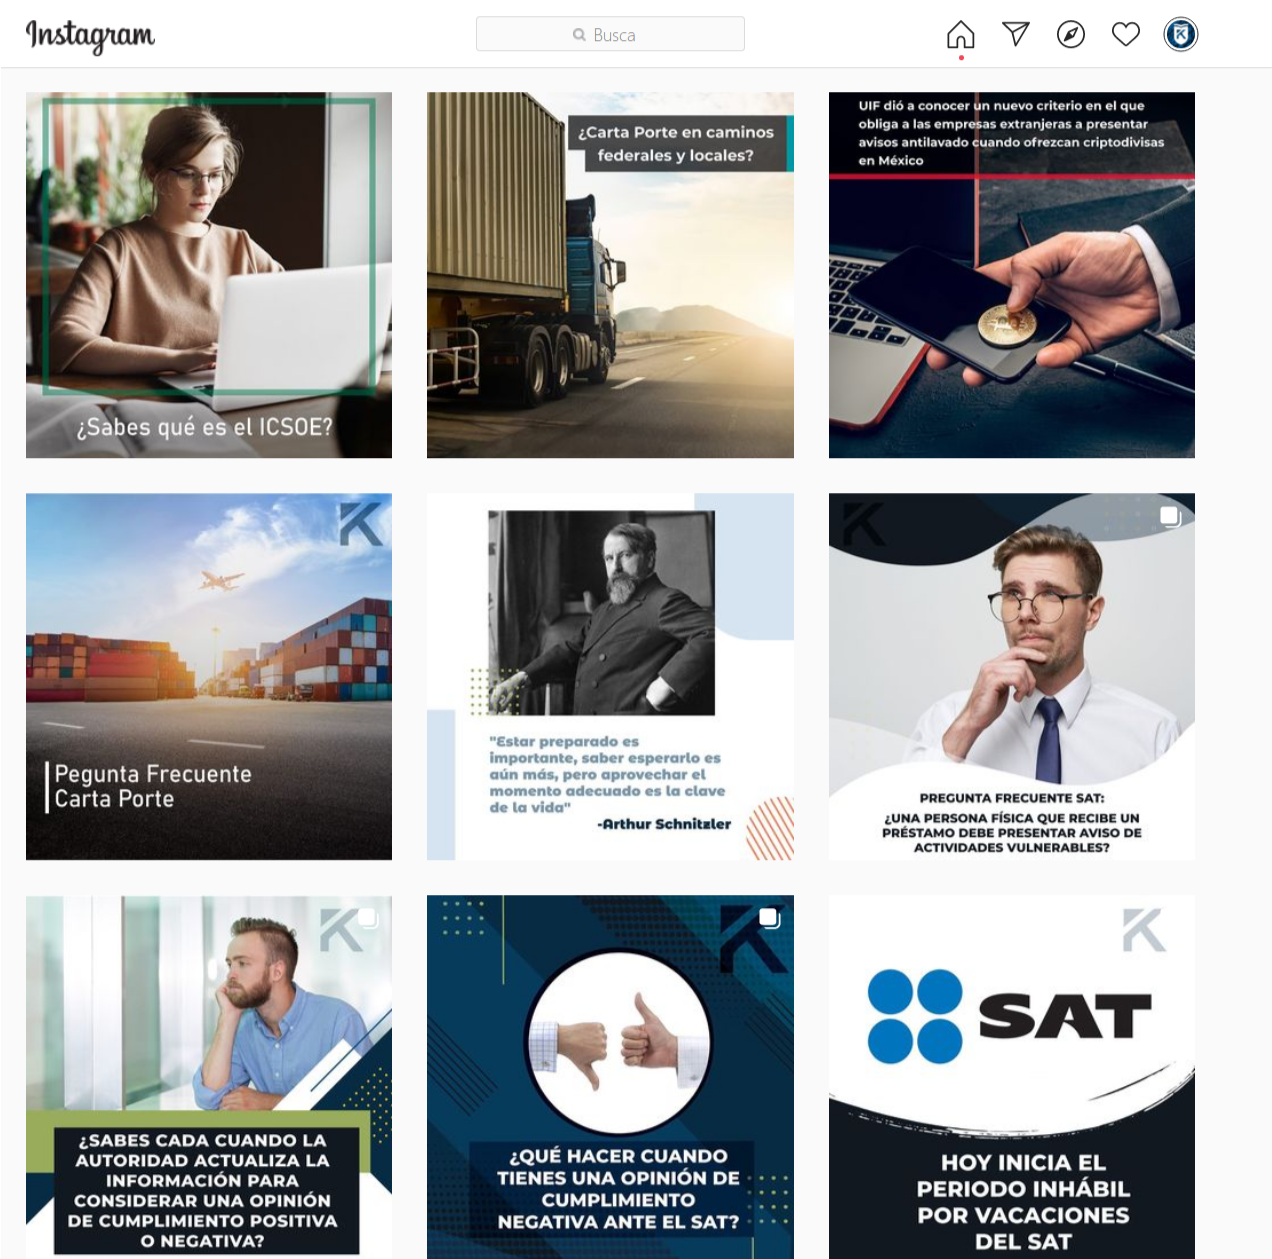 Instagram
Busca
¿Sabes qué es el ICSOE?
¿Carta Porte en caminos
federales y locales?
UIF dió a conocer un nuevo criterio en el que
obliga a las empresas extranjeras a presentar
avisos antilavado cuando ofrezcan criptodivisas
en México
K
Pegunta Frecuente
Carta Porte
"Estar preparado es
importante, saber esperarlo es
aún más, pero aprovechar el
momento adecuado es la clave
de la vida"
-Arthur Schnitzler
K
PREGUNTA FRECUENTE SAT:
¿UNA PERSONA FÍSICA QUE RECIBE UN
PRÉSTAMO DEBE PRESENTAR AVISO DE
ACTIVIDADES VULNERABLES?
K
¿SABES CADA CUANDO LA
AUTORIDAD ACTUALIZA LA
INFORMACIÓN PARA
CONSIDERAR UNA OPINIÓN
DE CUMPLIMIENTO POSITIVA
O NEGATIVA?
K
¿QUÉ HACER CUANDO
TIENES UNA OPINIÓN DE
CUMPLIMIENTO
NEGATIVA ANTE EL SAT?
K
SAT
HOY INICIA EL
PERIODO INHÁBIL
POR VACACIONES
DEL SAT